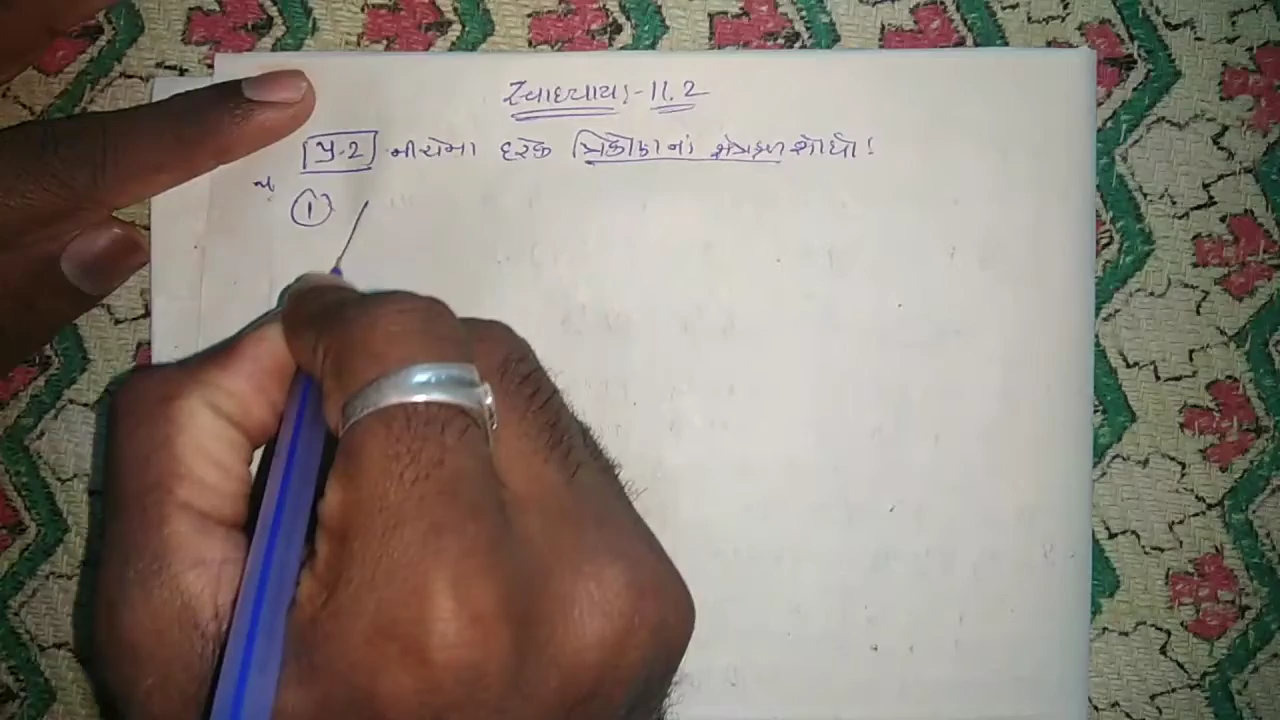 સ્વાધ્યાય:- 11.2
પ્ર-2 નીચેના દરેક ત્રિકોણનાં ક્ષેત્રફળ શોધો!
①